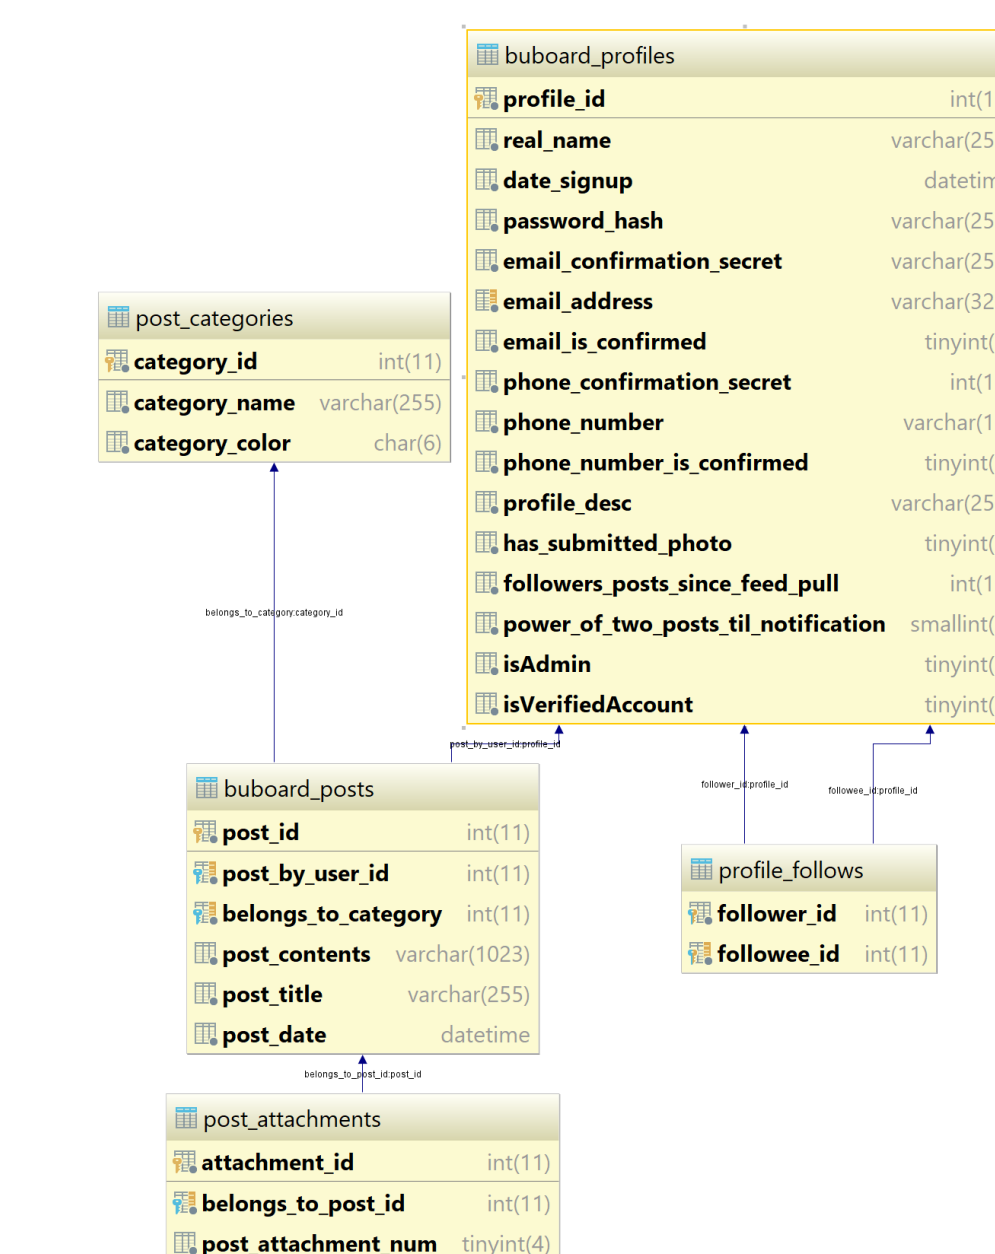 buboard_profiles
profile_id int(1
real_name varchar(25
date_signup datetim
password_hash varchar(25
email_confirmation_secret varchar(25
email_address varchar(32
email_is_confirmed tinyint(
phone_confirmation_secret int(1
phone_number varchar(1
phone_number_is_confirmed tinyint(
profile_desc varchar(25
has_submitted_photo tinyint(
followers_posts_since_feed_pull int(1
power_of_two_posts_til_notification smallint(
isAdmin tinyint(
isVerifiedAccount tinyint(
post_categories
category_id int(11)
category_name varchar(255)
category_color char(6)
belongs_to_category:category_id
post_by_user_id:profile_id
follower_id:profile_id
followee_id:profile_id
buboard_posts
post_id int(11)
post_by_user_id int(11)
belongs_to_category int(11)
post_contents varchar(1023)
post_title varchar(255)
post_date datetime
profile_follows
follower_id int(11)
followee_id int(11)
belongs_to_post_id:post_id
post_attachments
attachment_id int(11)
belongs_to_post_id int(11)
post_attachment_num tinyint(4)